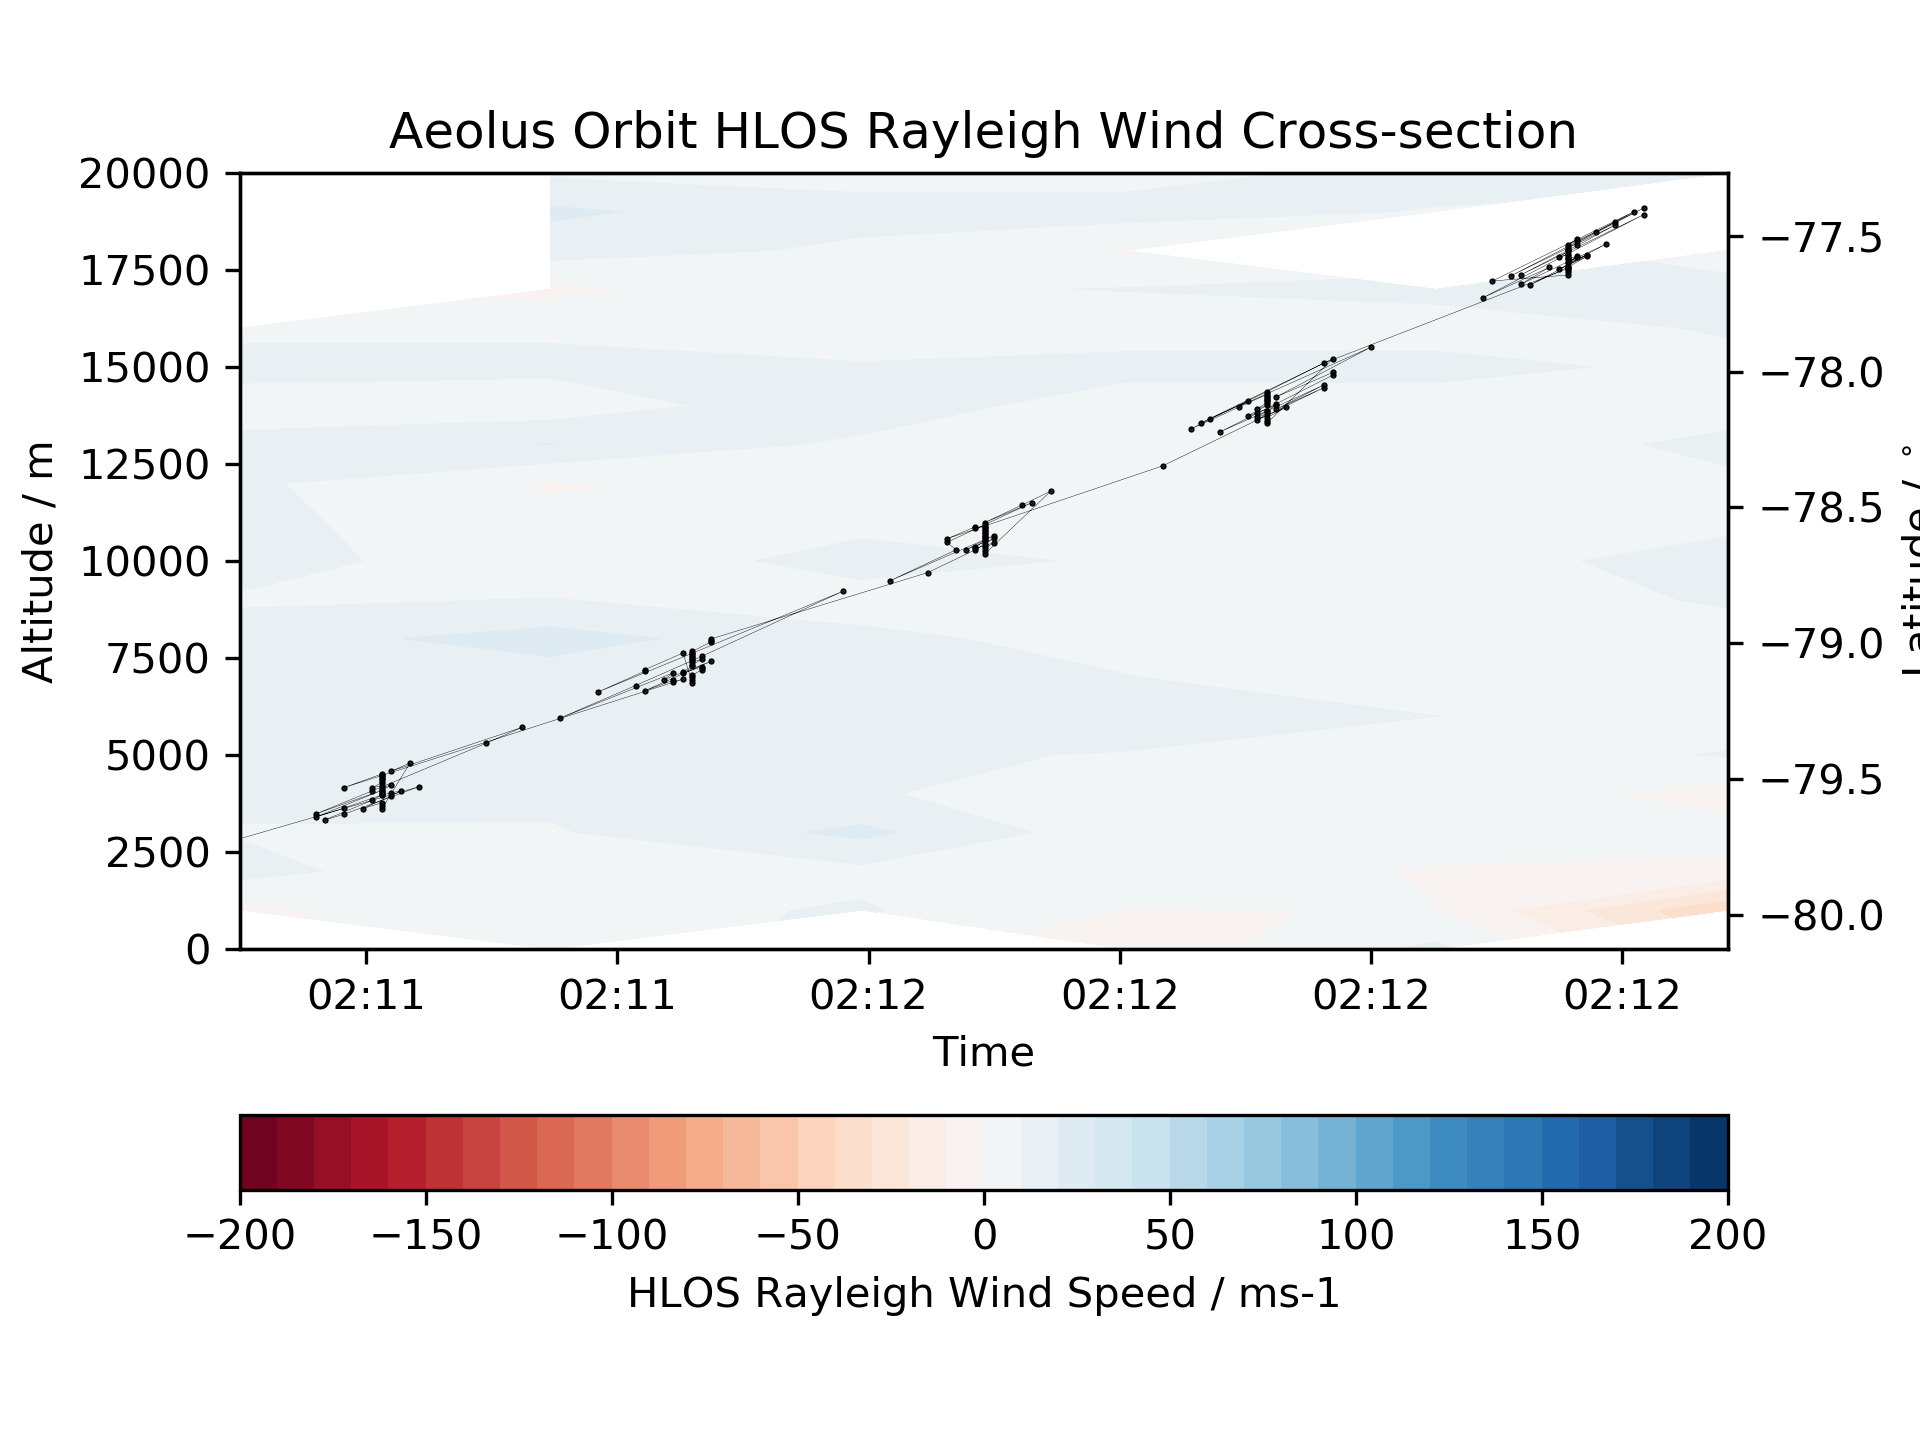 Aeolus Orbit HLOS Rayleigh Wind Cross-section
20000
17500
15000
12500
10000
7500
5000
2500
0
Altitude / m
−77.5
−78.0
−78.5
−79.0
−79.5
−80.0
Latitude / °
02:11 02:11 02:12 02:12 02:12 02:12
Time
−200 −150 −100 −50 0 50 100 150 200
HLOS Rayleigh Wind Speed / ms-1